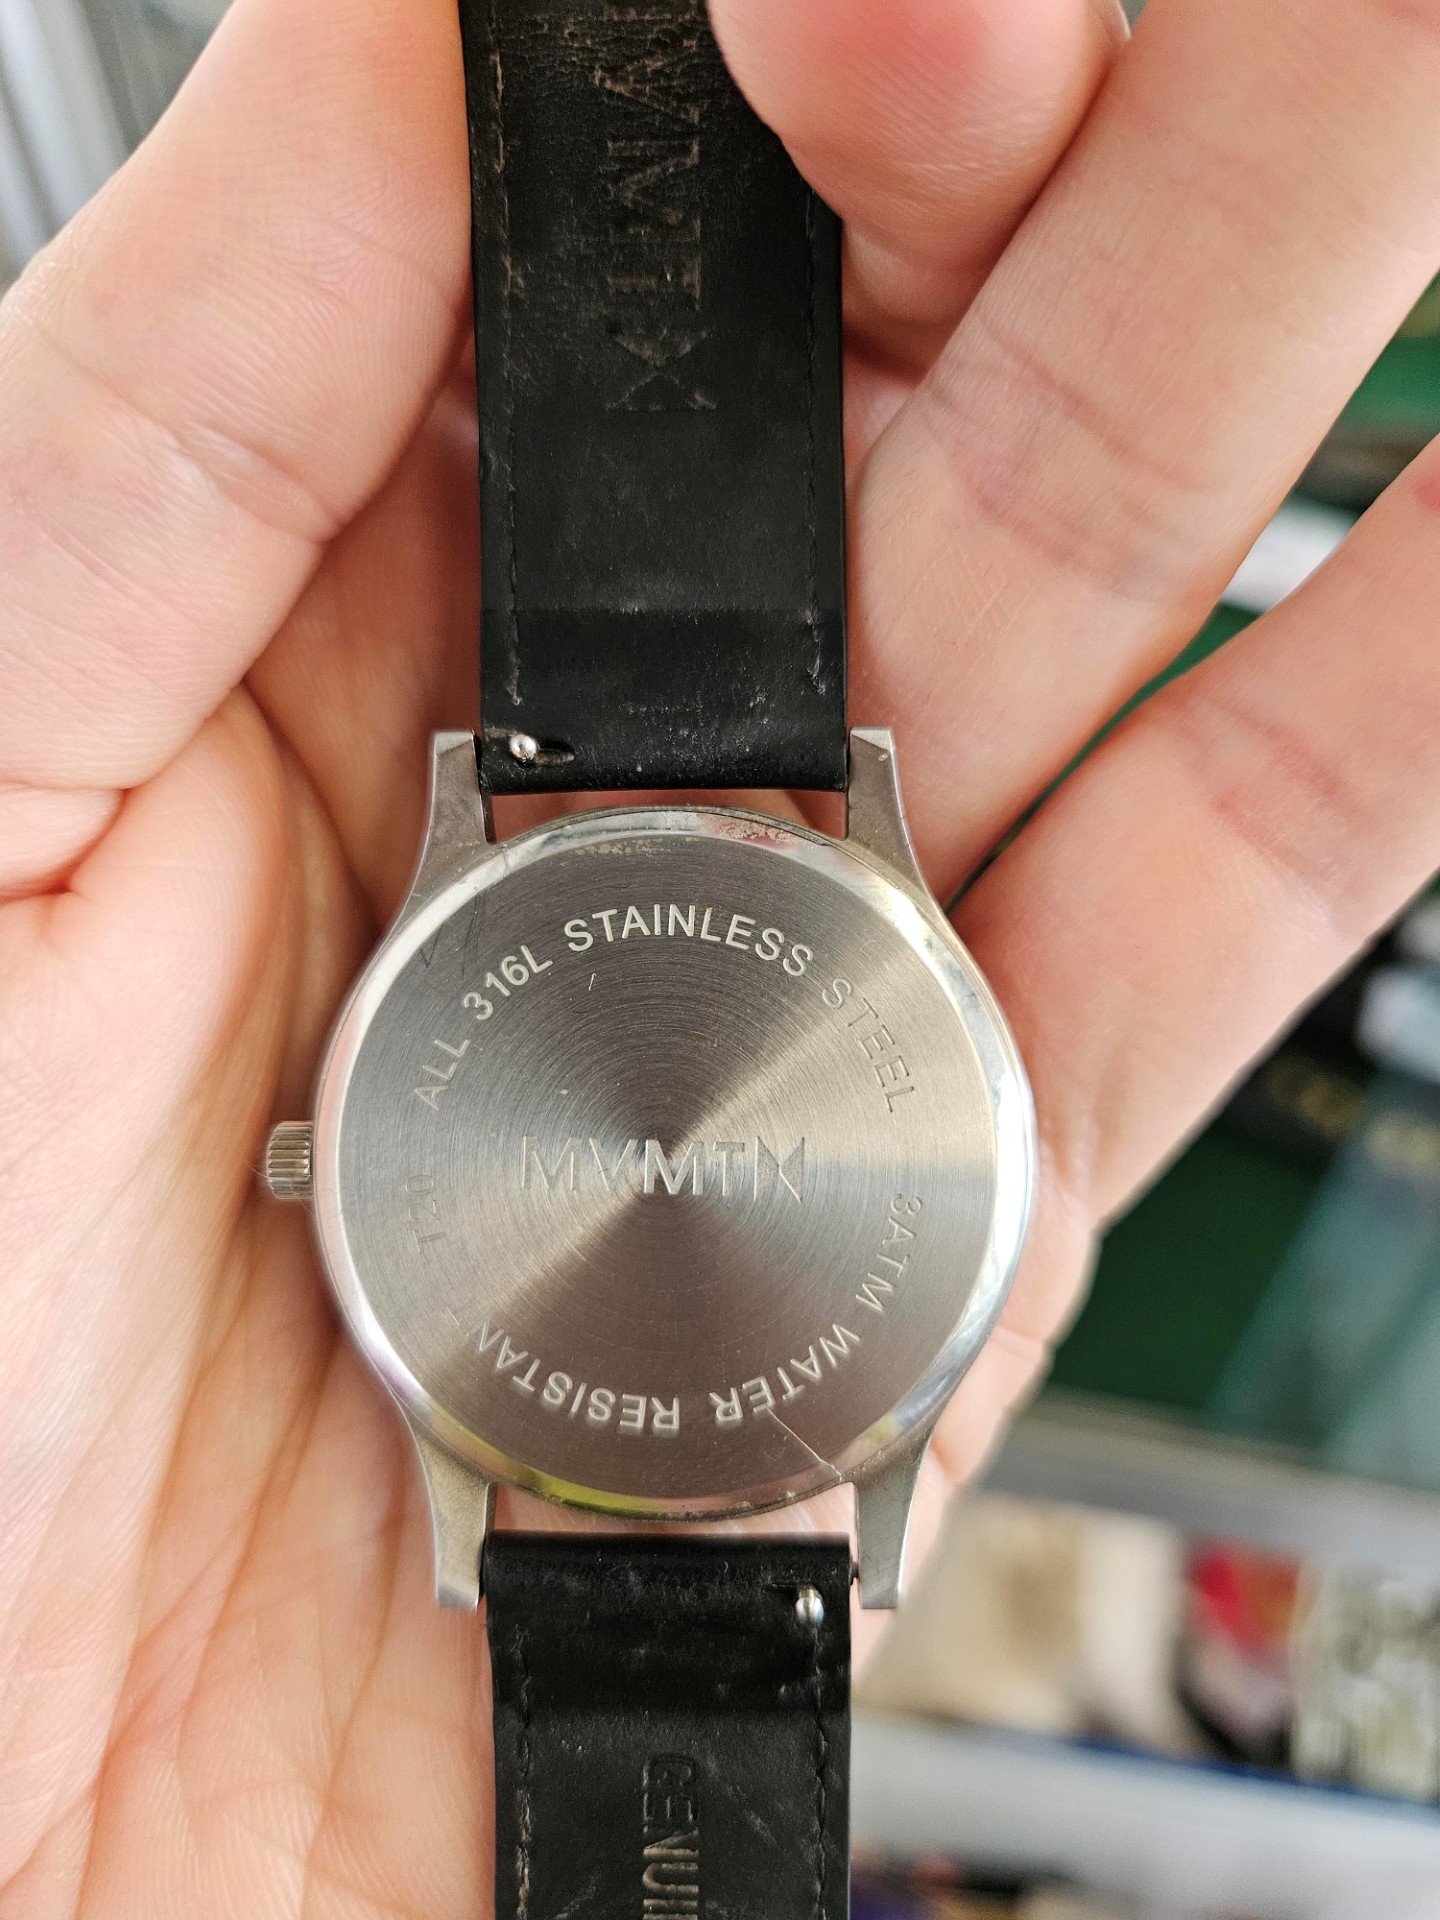 MVMT
ALL 316L STAINLESS STEEL
MVMT
3ATM WATER RESISTANT
T20
GENUI